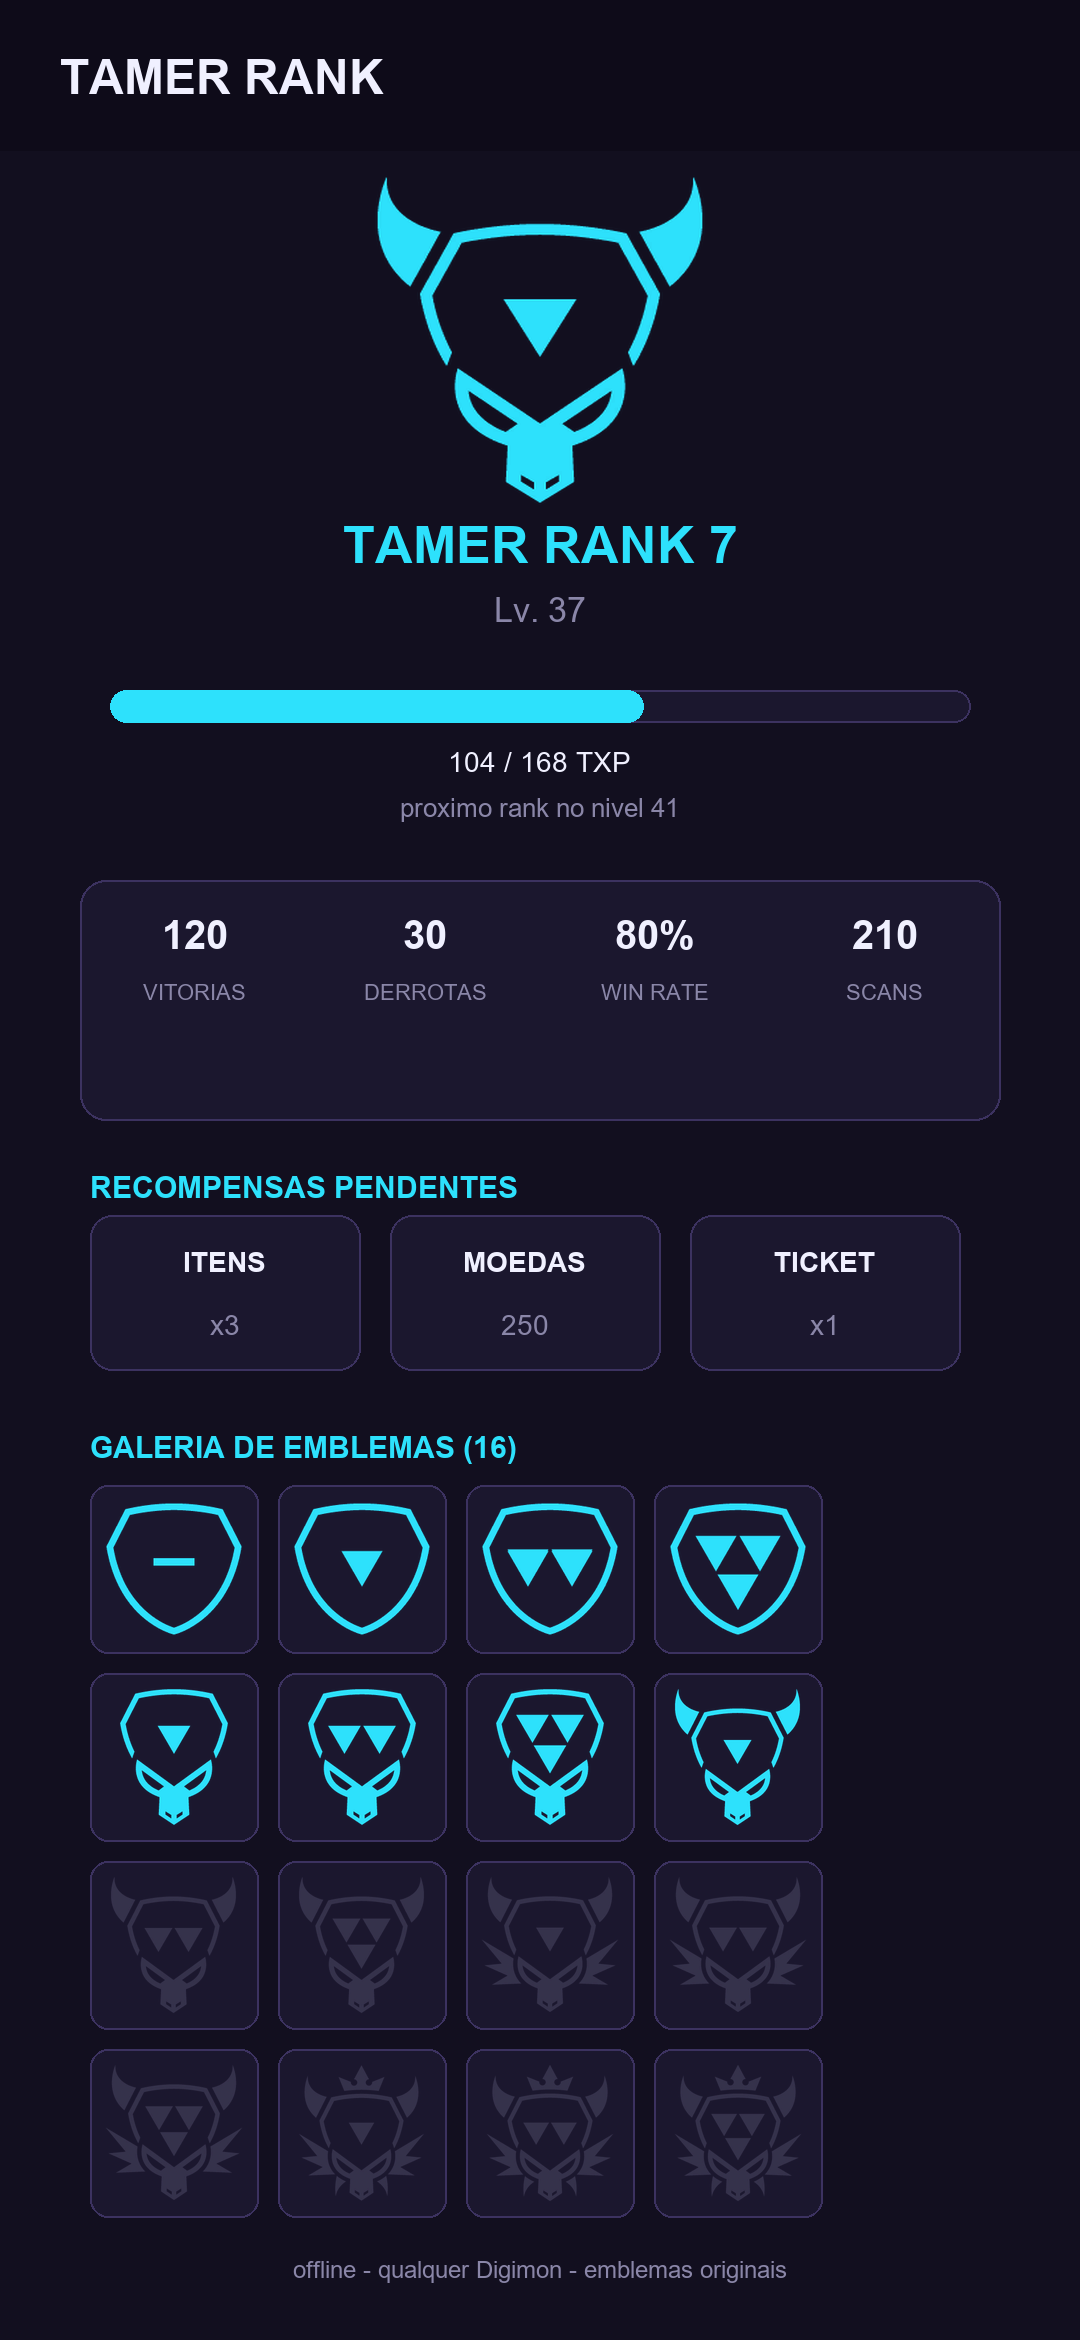 TAMER RANK
TAMER RANK 7
Lv. 37
104 / 168 TXP
proximo rank no nivel 41
120 30 80% 210
VITORIAS DERROTAS WIN RATE SCANS
RECOMPENSAS PENDENTES
ITENS MOEDAS TICKET
x3 250 x1
GALERIA DE EMBLEMAS (16)
offline - qualquer Digimon - emblemas originais